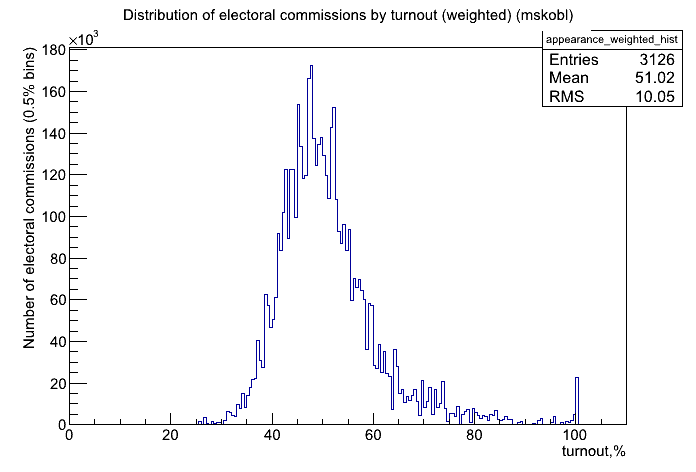 Distribution of electoral commissions by turnout (weighted) (mskobl)
×10³
appearance_weighted_hist
Entries 3126
Mean 51.02
RMS 10.05
Number of electoral commissions (0.5% bins)
180
160
140
120
100
80
60
40
20
0
0 20 40 60 80 100
turnout,%